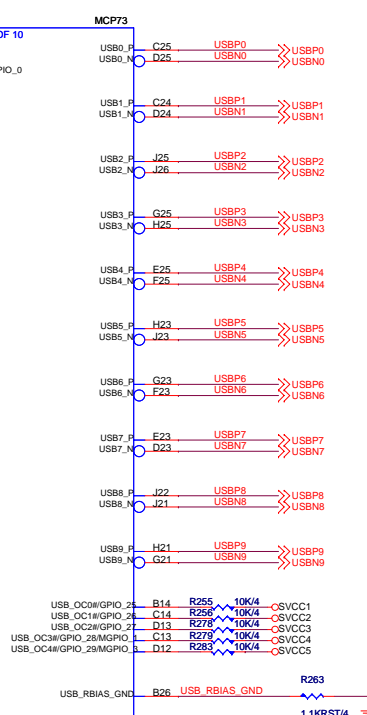 MCP73
OF 10
USB0_P C25 USBP0 USBP0
USB0_N D25 USBN0 USBN0
PIO_0
USB1_P C24 USBP1 USBP1
USB1_N D24 USBN1 USBN1
USB2_P J25 USBP2 USBP2
USB2_N J26 USBN2 USBN2
USB3_P G25 USBP3 USBP3
USB3_N H25 USBN3 USBN3
USB4_P E25 USBP4 USBP4
USB4_N F25 USBN4 USBN4
USB5_P H23 USBP5 USBP5
USB5_N J23 USBN5 USBN5
USB6_P G23 USBP6 USBP6
USB6_N F23 USBN6 USBN6
USB7_P E23 USBP7 USBP7
USB7_N D23 USBN7 USBN7
USB8_P J22 USBP8 USBP8
USB8_N J21 USBN8 USBN8
USB9_P H21 USBP9 USBP9
USB9_N G21 USBN9 USBN9
USB_OC0#/GPIO_25 B14 R255 10K/4 SVCC1
USB_OC1#/GPIO_26 C14 R256 10K/4 SVCC2
USB_OC2#/GPIO_27 D13 R278 10K/4 SVCC3
USB_OC3#/GPIO_28/MGPIO_1 C13 R279 10K/4 SVCC4
USB_OC4#/GPIO_29/MGPIO_3 D12 R283 10K/4 SVCC5
R263
USB_RBIAS_GND B26 USB_RBIAS_GND
1.1KRST/4